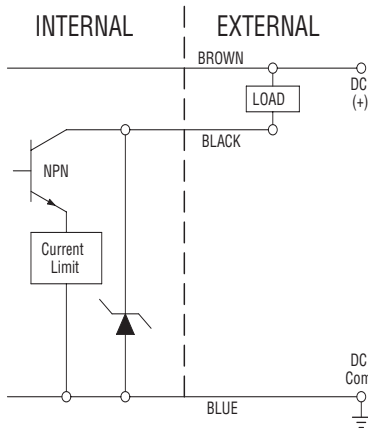 INTERNAL
EXTERNAL
BROWN
LOAD
DC
(+)
BLACK
NPN
Current
Limit
DC
Com
BLUE